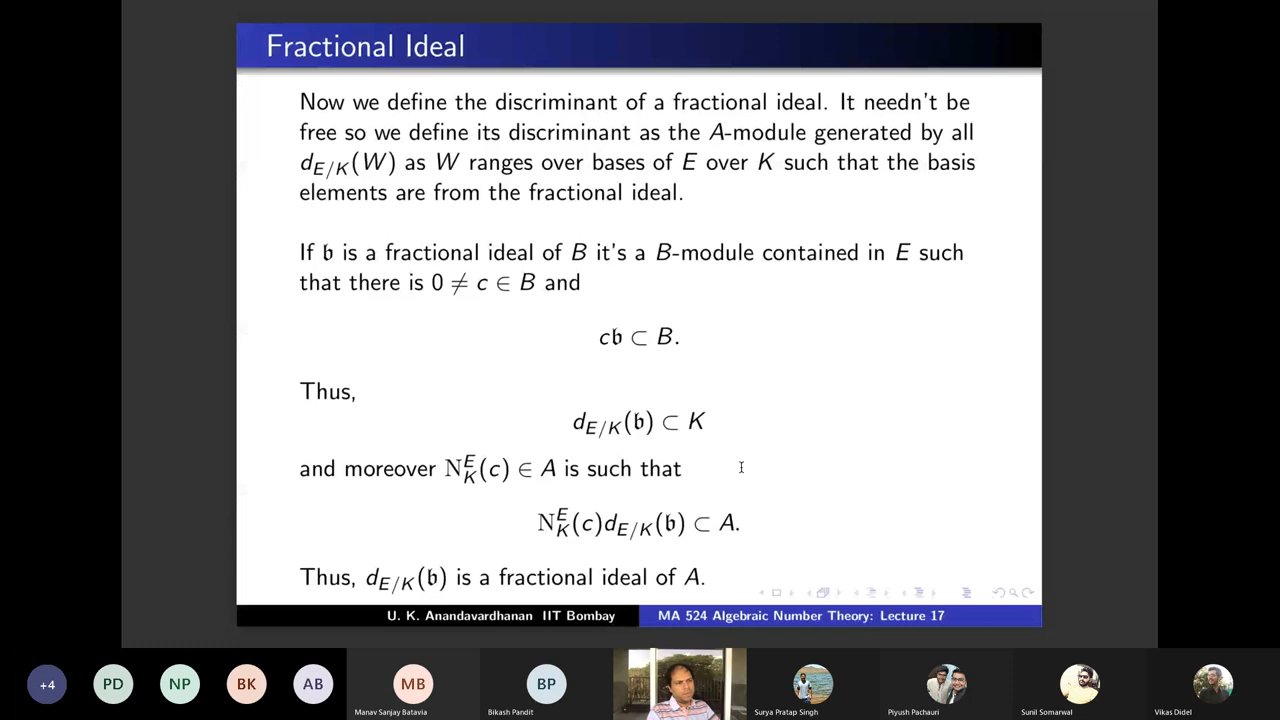 Fractional Ideal
Now we define the discriminant of a fractional ideal. It needn't be
free so we define its discriminant as the A-module generated by all
d_{E/K}(W) as W ranges over bases of E over K such that the basis
elements are from the fractional ideal.
If 𝔟 is a fractional ideal of B it's a B-module contained in E such
that there is 0 ≠ c ∈ B and
c𝔟 ⊂ B.
Thus,
d_{E/K}(𝔟) ⊂ K
and moreover N^E_K(c) ∈ A is such that
N^E_K(c)d_{E/K}(𝔟) ⊂ A.
Thus, d_{E/K}(𝔟) is a fractional ideal of A.
U. K. Anandavardhanan IIT Bombay MA 524 Algebraic Number Theory: Lecture 17
+4 PD NP BK AB MB BP
Manav Sanjay Batavia Bikash Pandit Surya Pratap Singh Piyush Pachauri Sunil Somarwal Vikas Didel